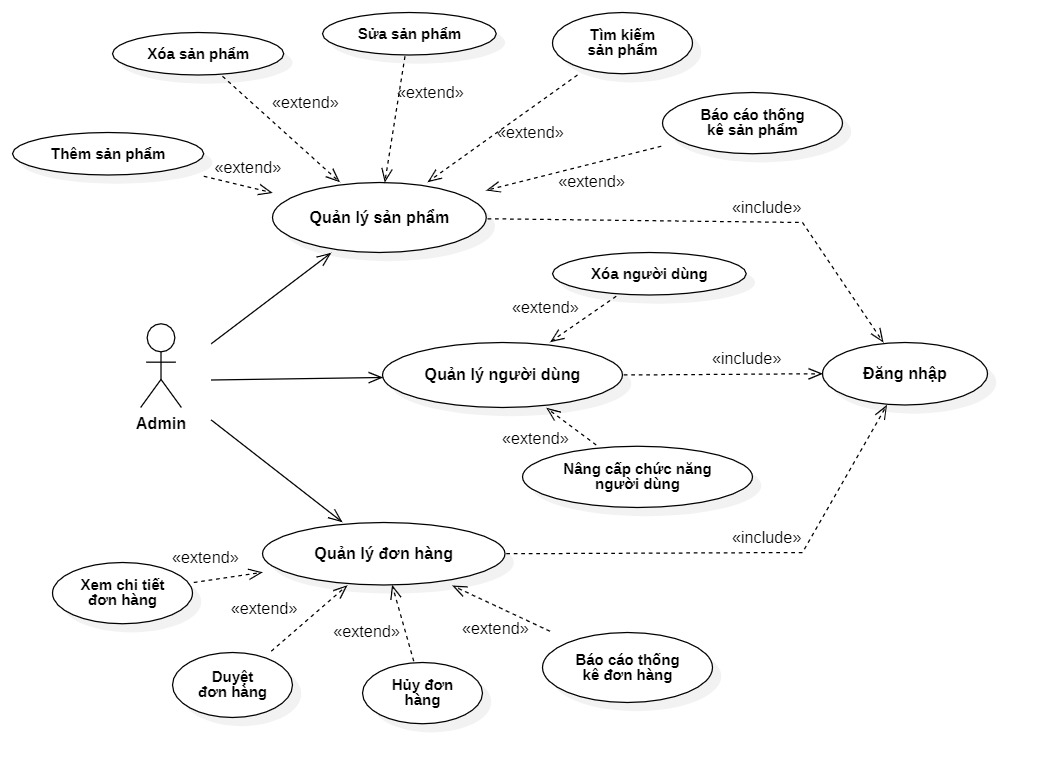 Sửa sản phẩm
Tìm kiếm
sản phẩm
Xóa sản phẩm
«extend»
«extend»
«extend»
Báo cáo thống
kê sản phẩm
Thêm sản phẩm
«extend»
«extend»
Quản lý sản phẩm
«include»
Xóa người dùng
«extend»
Quản lý người dùng
«include»
Đăng nhập
Admin
«extend»
Nâng cấp chức năng
người dùng
Quản lý đơn hàng
«include»
«extend»
Xem chi tiết
đơn hàng
«extend»
«extend»
«extend»
Duyệt
đơn hàng
Hủy đơn
hàng
Báo cáo thống
kê đơn hàng